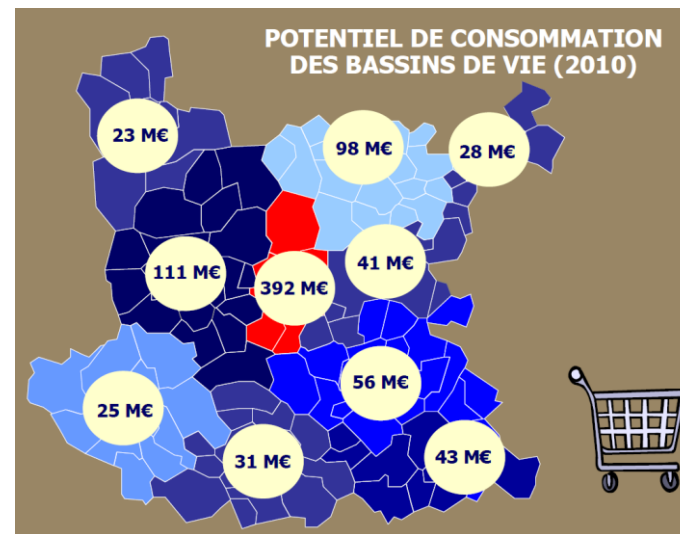 POTENTIEL DE CONSOMMATION
DES BASSINS DE VIE (2010)
23 M€
98 M€
28 M€
111 M€
392 M€
41 M€
56 M€
25 M€
31 M€
43 M€